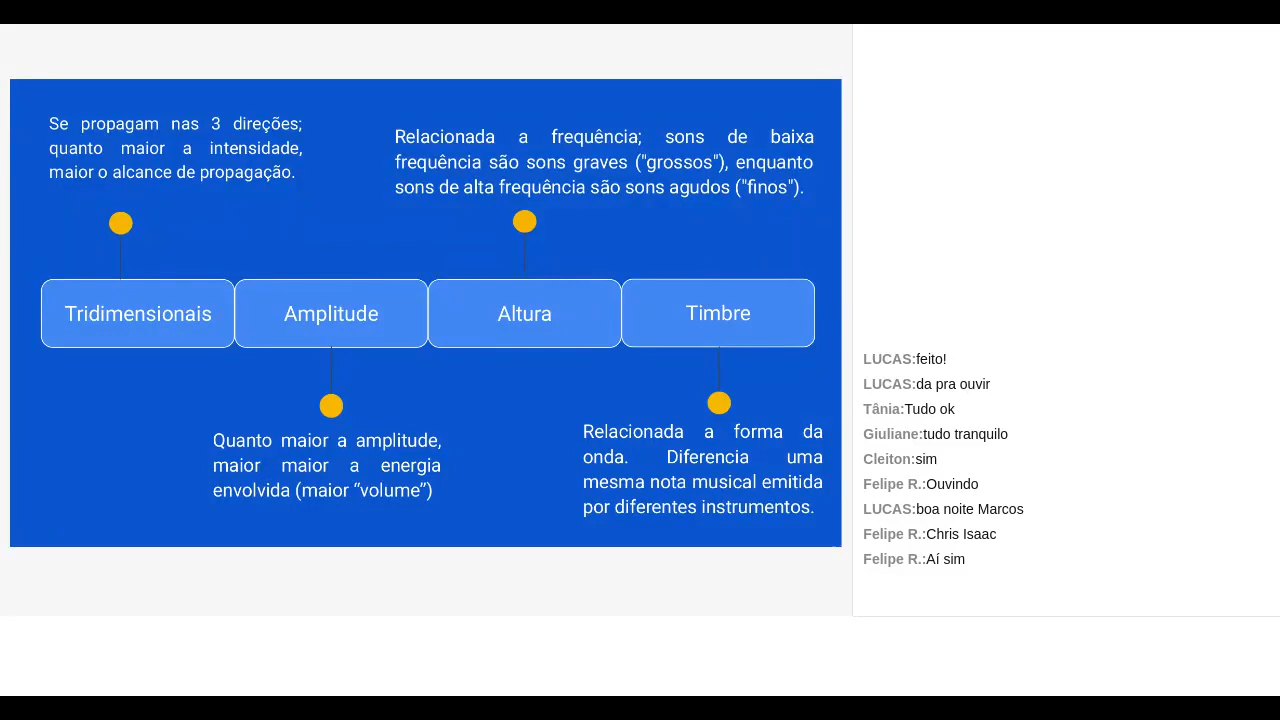 Se propagam nas 3 direções;
quanto maior a intensidade,
maior o alcance de propagação.
Relacionada a frequência; sons de baixa
frequência são sons graves ("grossos"), enquanto
sons de alta frequência são sons agudos ("finos").
Tridimensionais
Amplitude
Altura
Timbre
Quanto maior a amplitude,
maior maior a energia
envolvida (maior “volume”)
Relacionada a forma da
onda. Diferencia uma
mesma nota musical emitida
por diferentes instrumentos.
LUCAS:feito!
LUCAS:da pra ouvir
Tânia:Tudo ok
Giuliane:tudo tranquilo
Cleiton:sim
Felipe R.:Ouvindo
LUCAS:boa noite Marcos
Felipe R.:Chris Isaac
Felipe R.:Aí sim